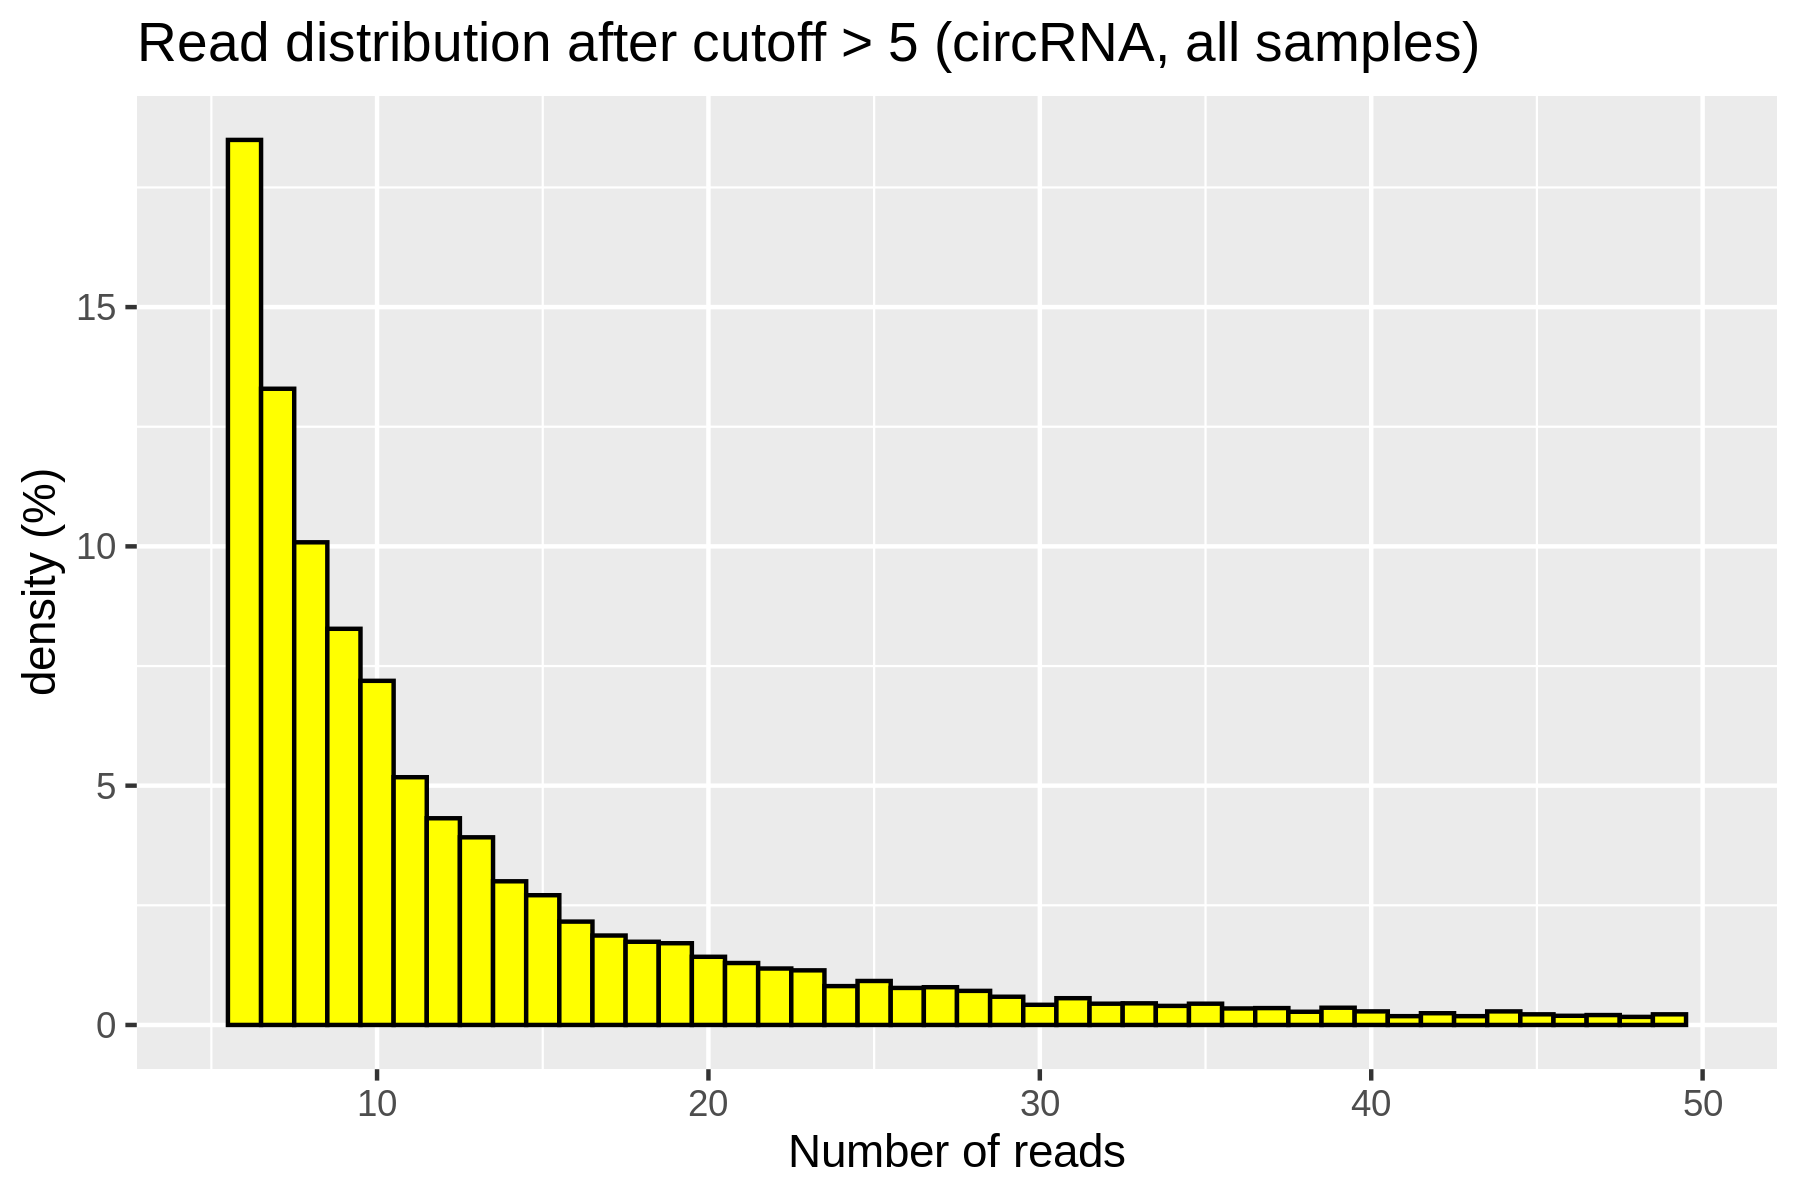 Read distribution after cutoff > 5 (circRNA, all samples)
density (%)
15
10
5
0
10 20 30 40 50
Number of reads